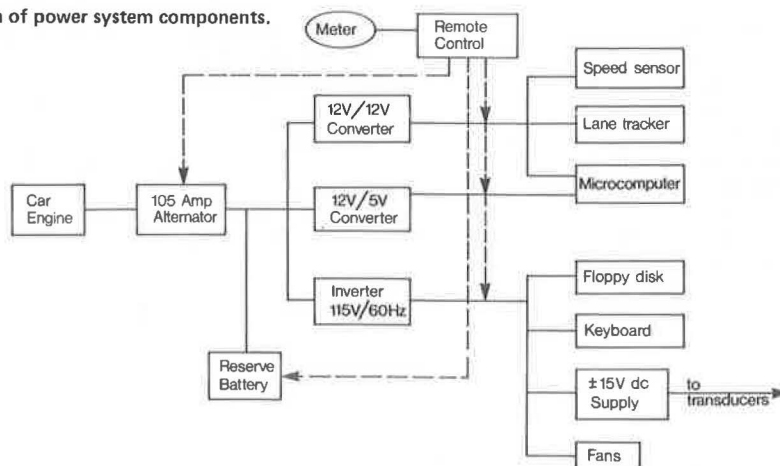 of power system components.
Meter
Remote
Control
Speed sensor
12V/12V
Converter
Lane tracker
Car
Engine
105 Amp
Alternator
12V/5V
Converter
Microcomputer
Inverter
115V/60Hz
Floppy disk
Keyboard
Reserve
Battery
±15V dc
Supply
to
transducers
Fans